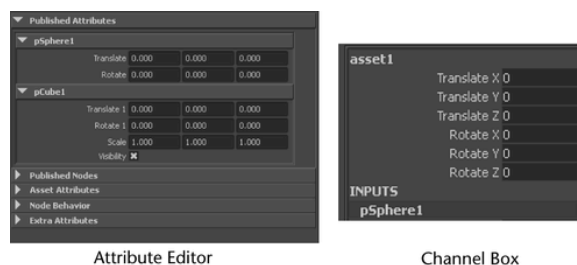 Published Attributes
pSphere1
Translate 0.000 0.000 0.000
Rotate 0.000 0.000 0.000
pCube1
Translate 1 0.000 0.000 0.000
Rotate 1 0.000 0.000 0.000
Scale 1.000 1.000 1.000
Visibility
Published Nodes
Asset Attributes
Node Behavior
Extra Attributes
Attribute Editor
asset1
Translate X 0
Translate Y 0
Translate Z 0
Rotate X 0
Rotate Y 0
Rotate Z 0
INPUTS
pSphere1
Channel Box